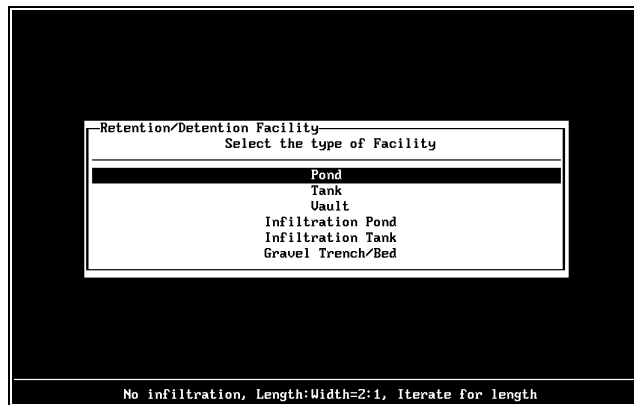 Retention/Detention Facility
Select the type of Facility
Pond
Tank
Vault
Infiltration Pond
Infiltration Tank
Gravel Trench/Bed
No infiltration, Length:Width=2:1, Iterate for length